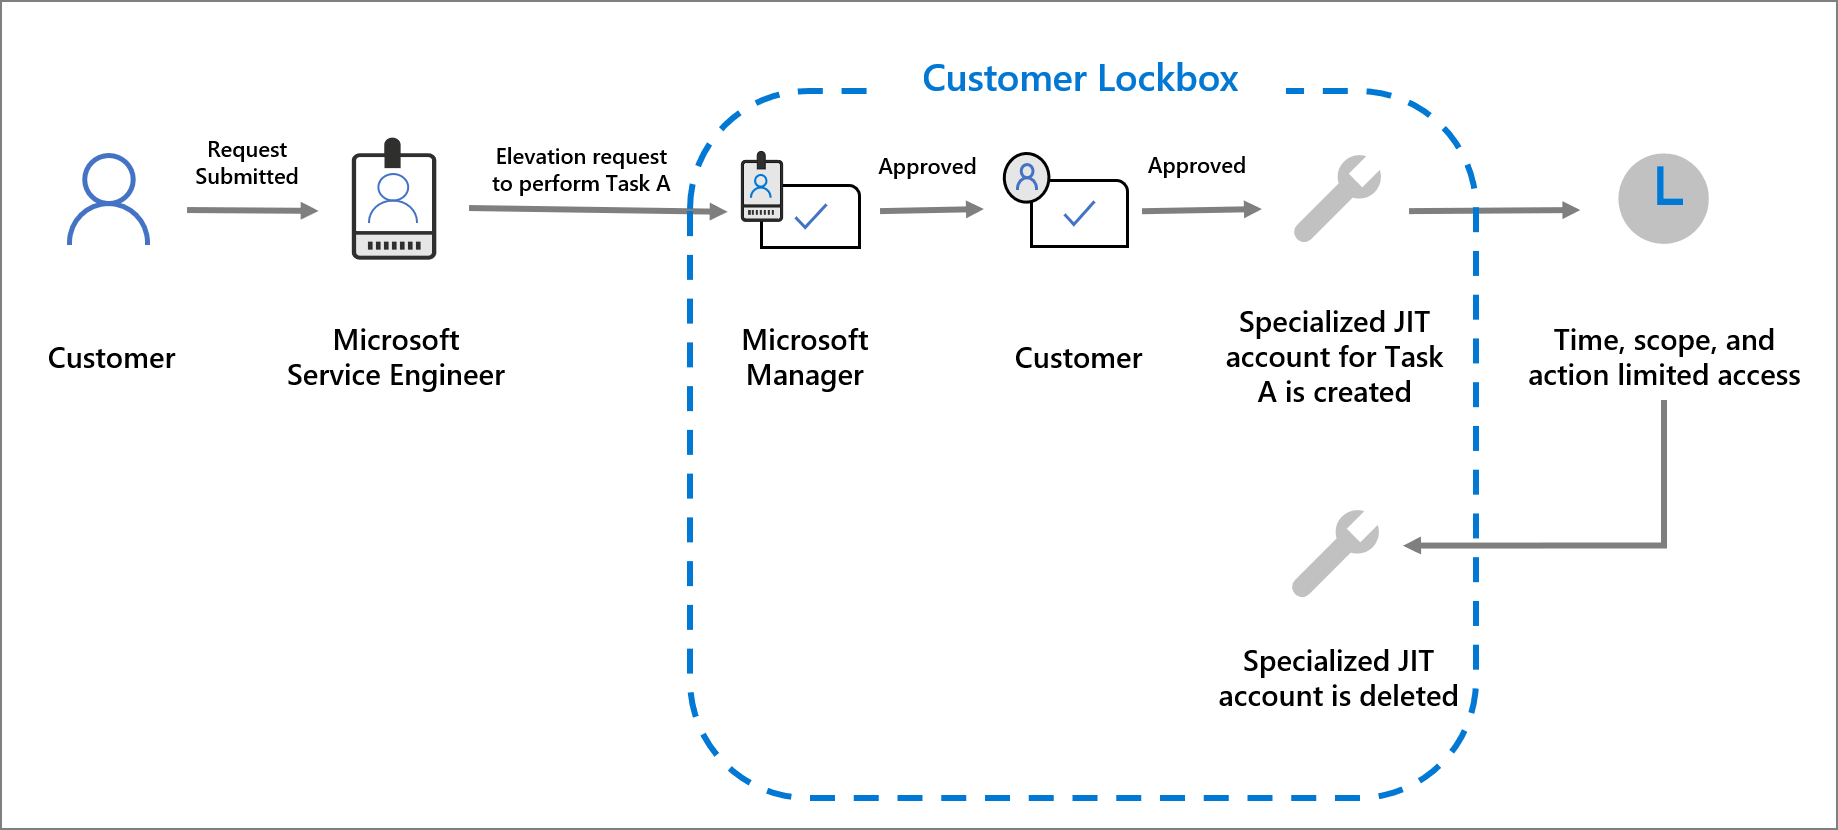 Customer Lockbox
Request
Submitted
Elevation request
to perform Task A
Approved
Approved
Customer
Microsoft
Service Engineer
Microsoft
Manager
Customer
Specialized JIT
account for Task
A is created
Time, scope, and
action limited access
Specialized JIT
account is deleted